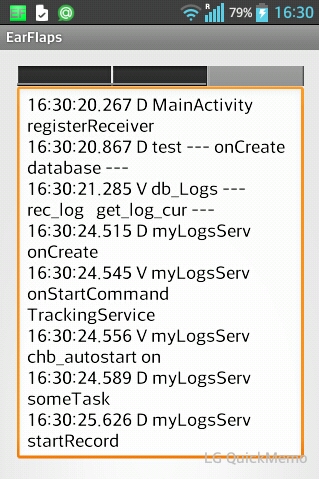 EF
R
79%
16:30
EarFlaps
16:30:20.267 D MainActivity
registerReceiver
16:30:20.867 D test --- onCreate
database ---
16:30:21.285 V db_Logs ---
rec_log   get_log_cur ---
16:30:24.515 D myLogsServ
onCreate
16:30:24.545 V myLogsServ
onStartCommand
TrackingService
16:30:24.556 V myLogsServ
chb_autostart on
16:30:24.589 D myLogsServ
someTask
16:30:25.626 D myLogsServ
startRecord
LG QuickMemo